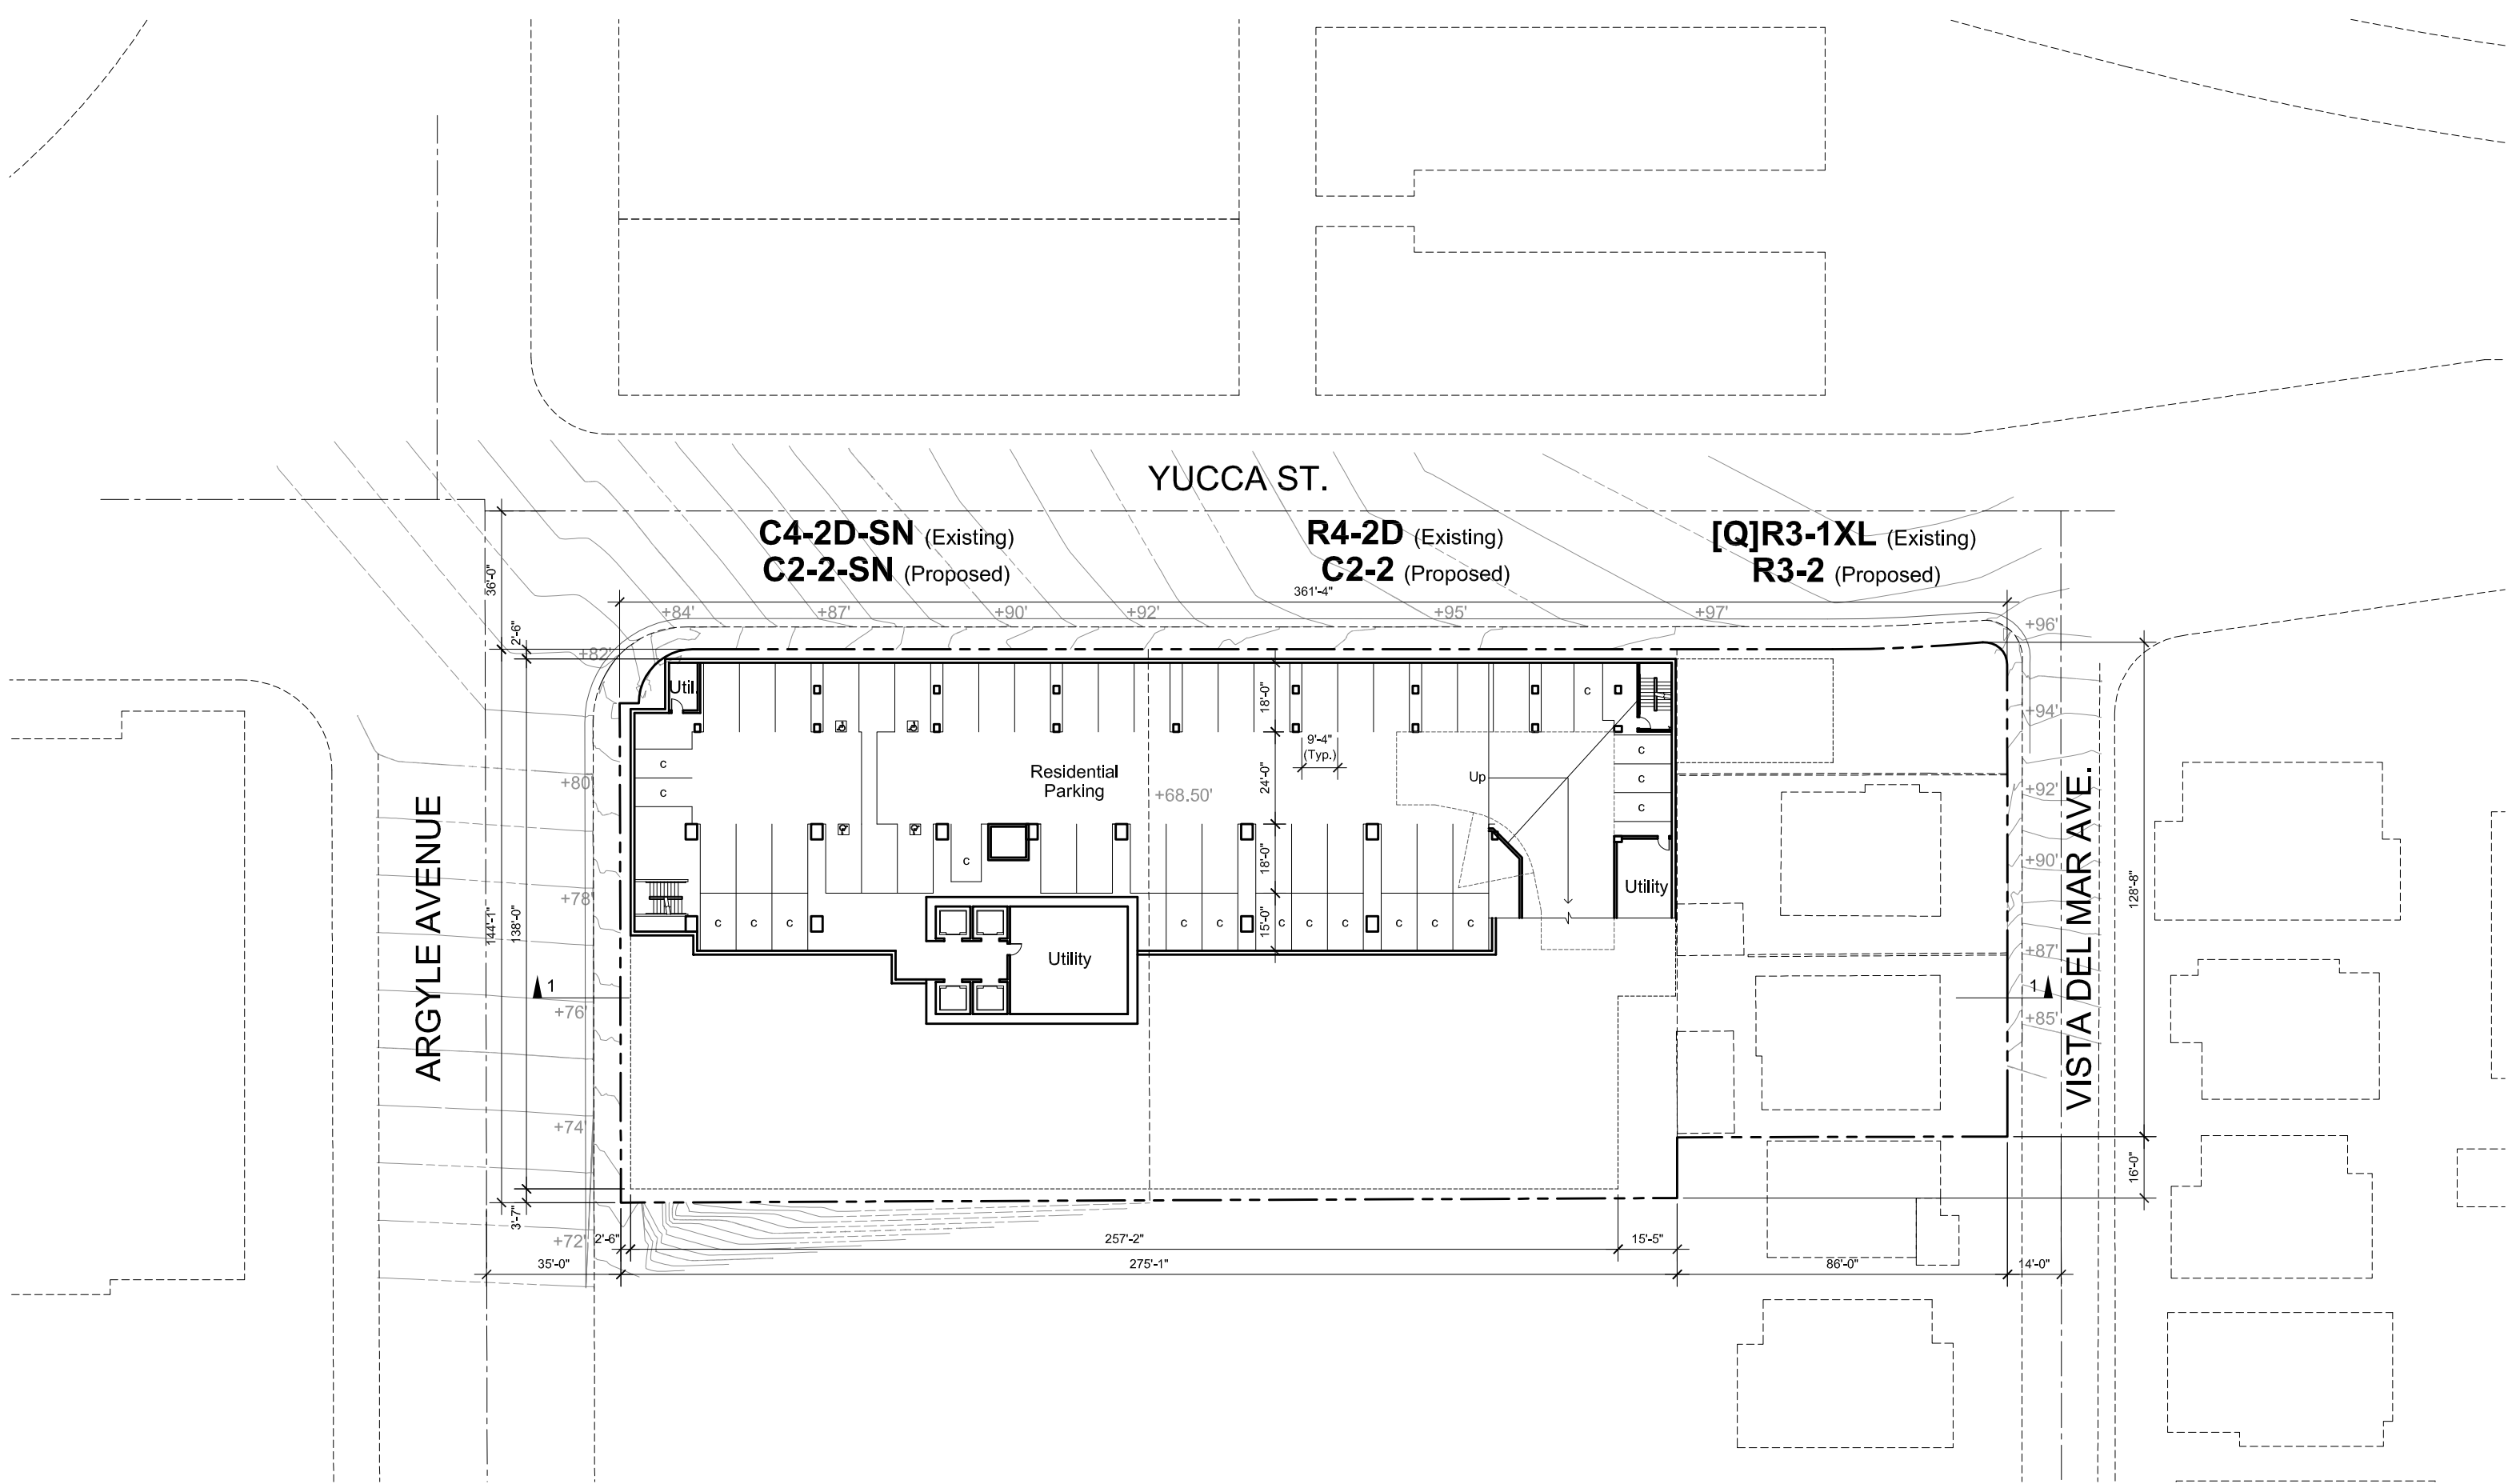 YUCCA ST.
C4-2D-SN (Existing)
C2-2-SN (Proposed)
R4-2D (Existing)
C2-2 (Proposed)
[Q]R3-1XL (Existing)
R3-2 (Proposed)
361'-4"
36'-0"
2'-6"
+84'
+87'
+90'
+92'
+95'
+97'
+96'
+82'
Util.
c
18'-0"
+94'
9'-4"
(Typ.)
c
c
c
Residential
Parking
24'-0"
Up
c
+80'
c
+68.50'
c
+92'
ARGYLE AVENUE
VISTA DEL MAR AVE.
c
18'-0"
+90'
+78'
Utility
128'-8"
144'-1"
138'-0"
c c c
c c c c c c c c
15'-0"
Utility
+87'
1
1
+76'
+85'
+74'
16'-0"
3'-7"
+72'
2'-6"
257'-2"
15'-5"
35'-0"
275'-1"
86'-0"
14'-0"